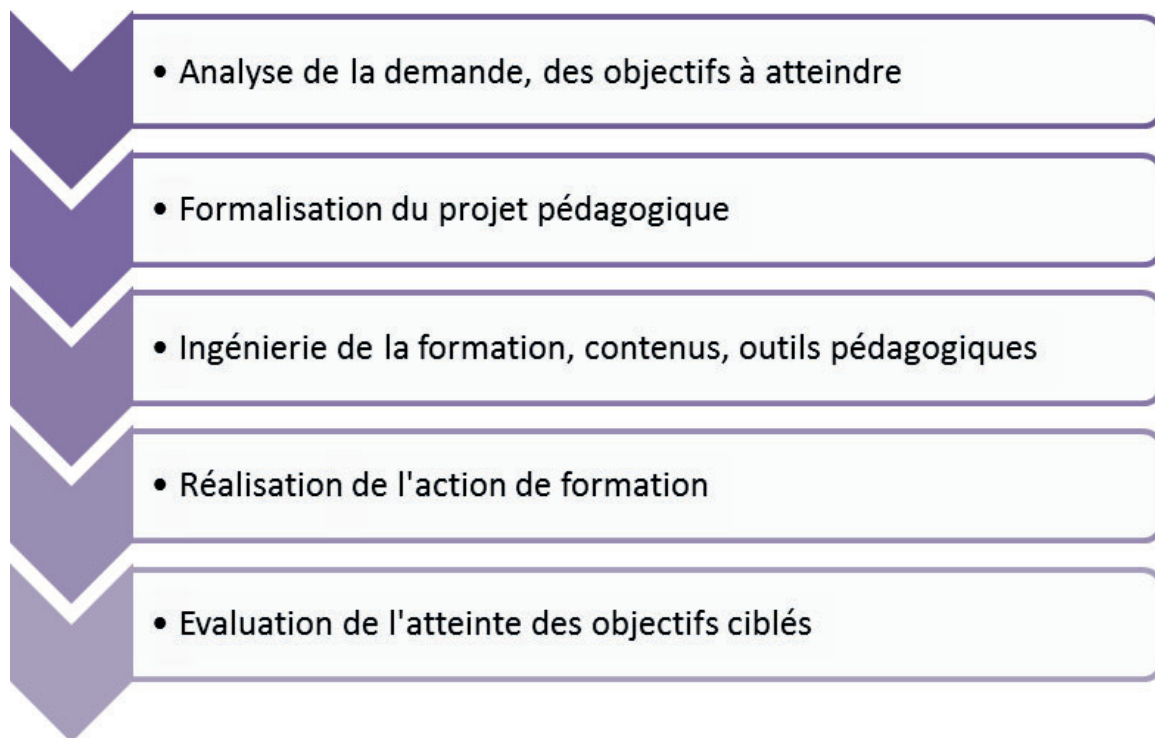 • Analyse de la demande, des objectifs à atteindre
• Formalisation du projet pédagogique
• Ingénierie de la formation, contenus, outils pédagogiques
• Réalisation de l'action de formation
• Evaluation de l'atteinte des objectifs ciblés